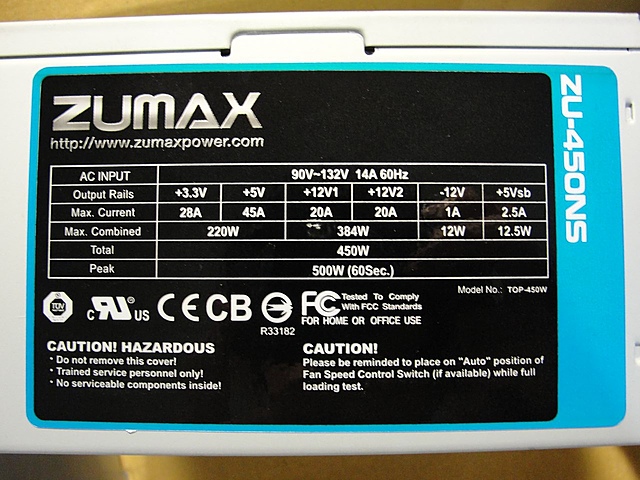 ZUMAX
http://www.zumaxpower.com
ZU-450NS
AC INPUT 90V~132V 14A 60Hz
Output Rails +3.3V +5V +12V1 +12V2 -12V +5Vsb
Max. Current 28A 45A 20A 20A 1A 2.5A
Max. Combined 220W 384W 12W 12.5W
Total 450W
Peak 500W (60Sec.)
Model No.: TOP-450W
TÜV c RU ® US CE CB R33182 FC Tested To Comply
With FCC Standards
FOR HOME OR OFFICE USE
CAUTION! HAZARDOUS
* Do not remove this cover!
* Trained service personnel only!
* No serviceable components inside!
CAUTION!
Please be reminded to place on "Auto" position of
Fan Speed Control Switch (if available) while full
loading test.